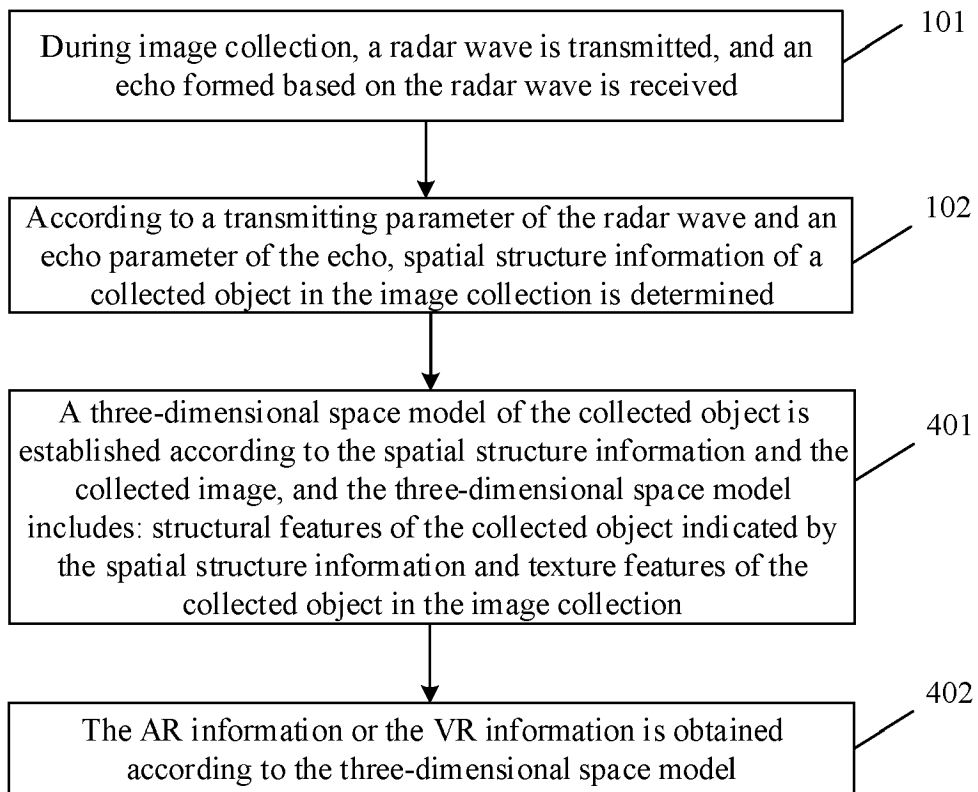 101
During image collection, a radar wave is transmitted, and an
echo formed based on the radar wave is received
102
According to a transmitting parameter of the radar wave and an
echo parameter of the echo, spatial structure information of a
collected object in the image collection is determined
401
A three-dimensional space model of the collected object is
established according to the spatial structure information and the
collected image, and the three-dimensional space model
includes: structural features of the collected object indicated by
the spatial structure information and texture features of the
collected object in the image collection
402
The AR information or the VR information is obtained
according to the three-dimensional space model